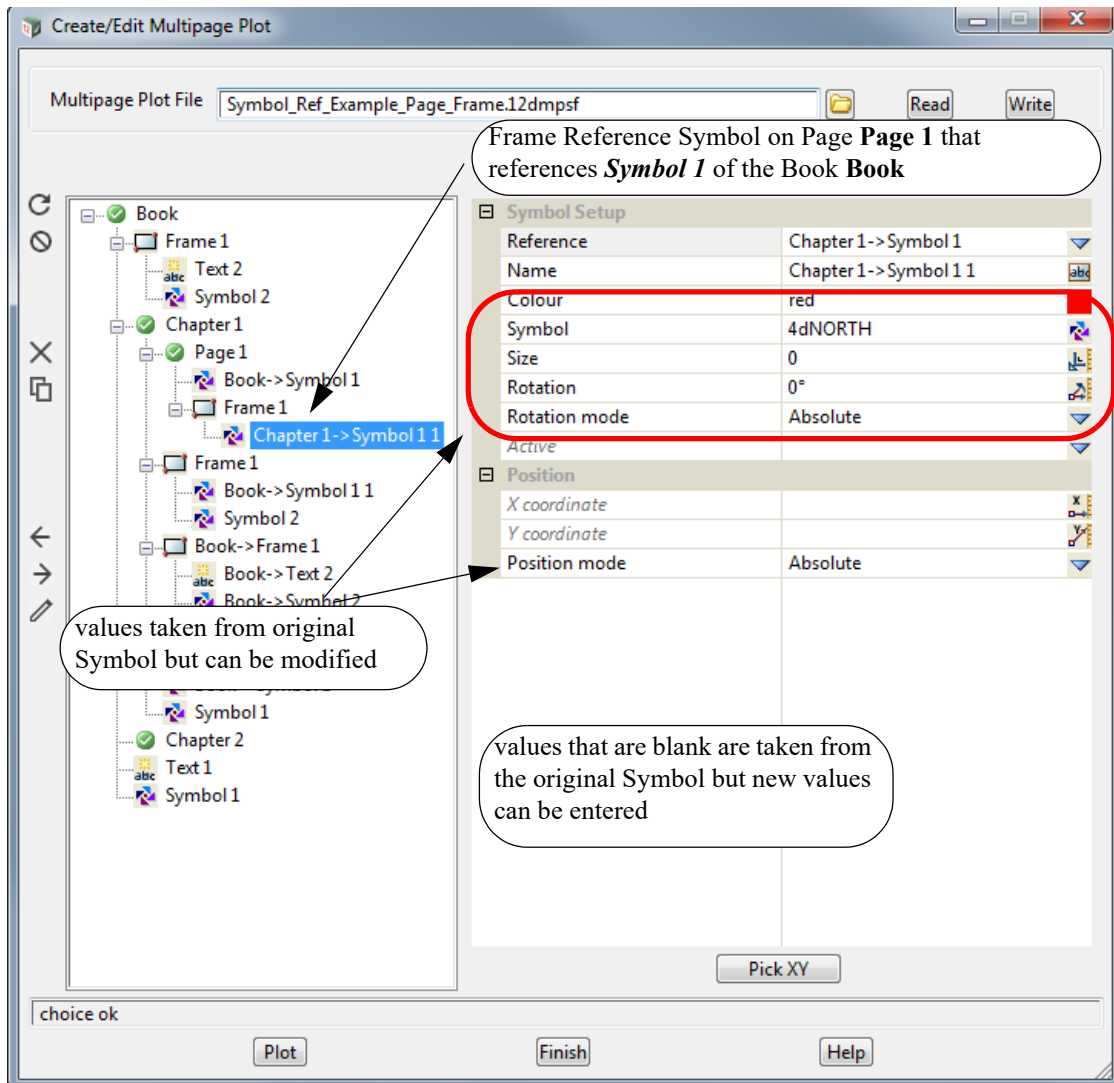 Create/Edit Multipage Plot
Multipage Plot File
Symbol_Ref_Example_Page_Frame.12dmpsf
Read
Write
Frame Reference Symbol on Page Page 1 that
references Symbol 1 of the Book Book
Book
Frame 1
Text 2
Symbol 2
Chapter 1
Page 1
Book->Symbol 1
Frame 1
Chapter 1->Symbol 1 1
Frame 1
Book->Symbol 1 1
Symbol 2
Book->Frame 1
Book->Text 2
Book->Symbol 2
values taken from original
Symbol but can be modified
Symbol 1
Chapter 2
Text 1
Symbol 1
Symbol Setup
Reference Chapter 1->Symbol 1
Name Chapter 1->Symbol 1 1
Colour red
Symbol 4dNORTH
Size 0
Rotation 0°
Rotation mode Absolute
Active
Position
X coordinate
Y coordinate
Position mode Absolute
values that are blank are taken from
the original Symbol but new values
can be entered
Pick XY
choice ok
Plot
Finish
Help